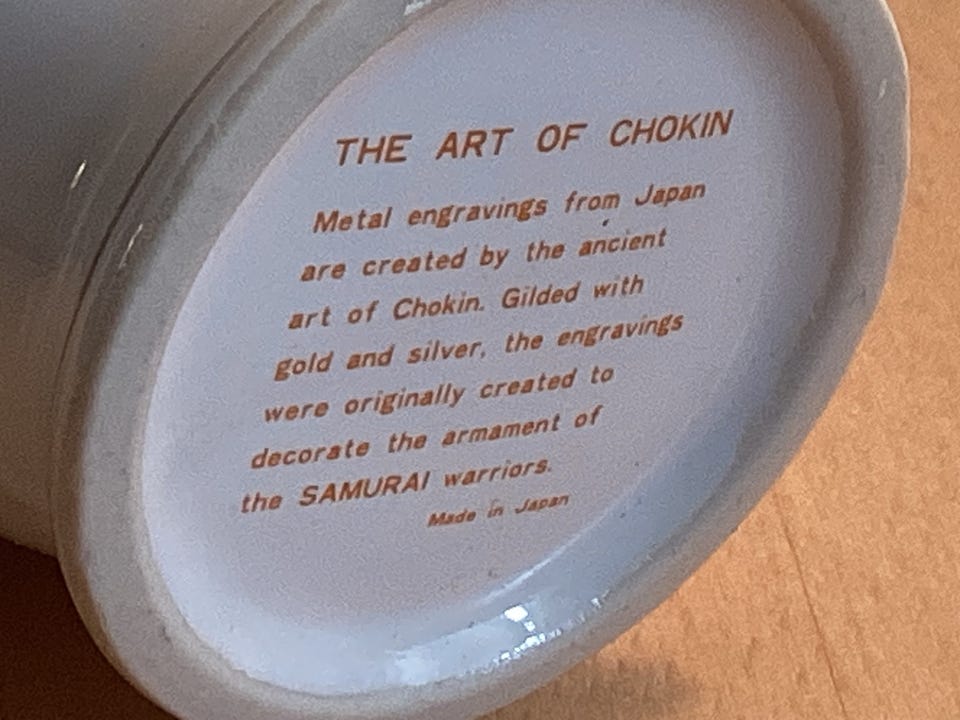 THE ART OF CHOKIN
Metal engravings from Japan
are created by the ancient
art of Chokin. Gilded with
gold and silver, the engravings
were originally created to
decorate the armament of
the SAMURAI warriors.
Made in Japan